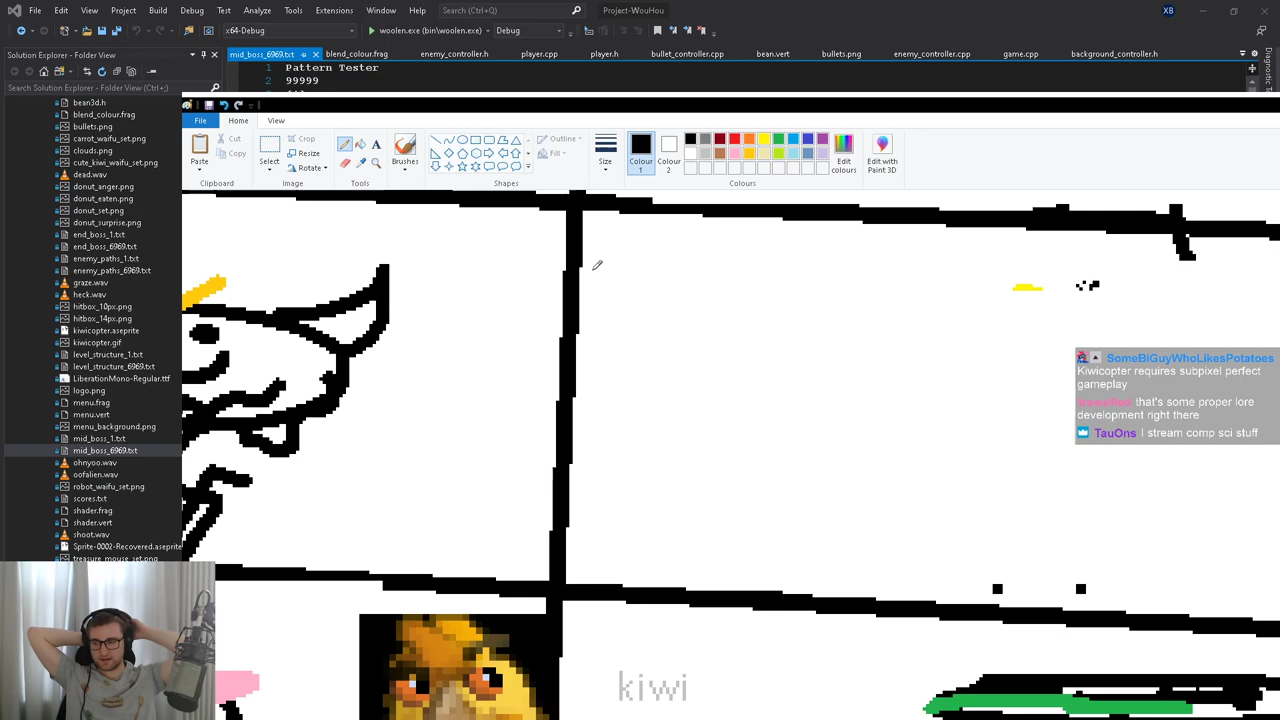 File Edit View Git Project Build Debug Test Analyze Tools Extensions Window Help Search (Ctrl+Q) Project-WouHou XB
x64-Debug woolen.exe (bin\woolen.exe) Debug
Solution Explorer - Folder View
mid_boss_6969.txt blend_colour.frag enemy_controller.h player.cpp player.h bullet_controller.cpp bean.vert bullets.png enemy_controller.cpp game.cpp background_controller.h
Diagnostic T
1 Pattern Tester
2 99999
Search Solution Explorer - Folder View (Ctrl+;)
bean3d.h
blend_colour.frag
bullets.png
carrot_waifu_set.png
clouds.png
cool_kiwi_waifu_set.png
dead.wav
donut_anger.png
donut_eaten.png
donut_set.png
donut_surprise.png
end_boss_1.txt
end_boss_6969.txt
enemy_paths_1.txt
enemy_paths_6969.txt
graze.wav
heck.wav
hitbox_10px.png
hitbox_14px.png
kiwicopter.aseprite
kiwicopter.gif
level_structure_1.txt
level_structure_6969.txt
LiberationMono-Regular.ttf
logo.png
menu.frag
menu.vert
menu_background.png
mid_boss_1.txt
mid_boss_6969.txt
ohnyoo.wav
oofalien.wav
robot_waifu_set.png
scores.txt
shader.frag
shader.vert
shoot.wav
Sprite-0002-Recovered.aseprite
treasure_mouse_set.png
File Home View
Paste Cut Copy
Clipboard
Select Crop Resize Rotate
Image
Tools
Brushes
Shapes
Outline Fill
Size
Colour 1
Colour 2
Edit colours
Colours
Edit with Paint 3D
SomeBiGuyWhoLikesPotatoes
Kiwicopter requires subpixel perfect
gameplay
that's some proper lore
development right there
TauOns I stream comp sci stuff
kiwi